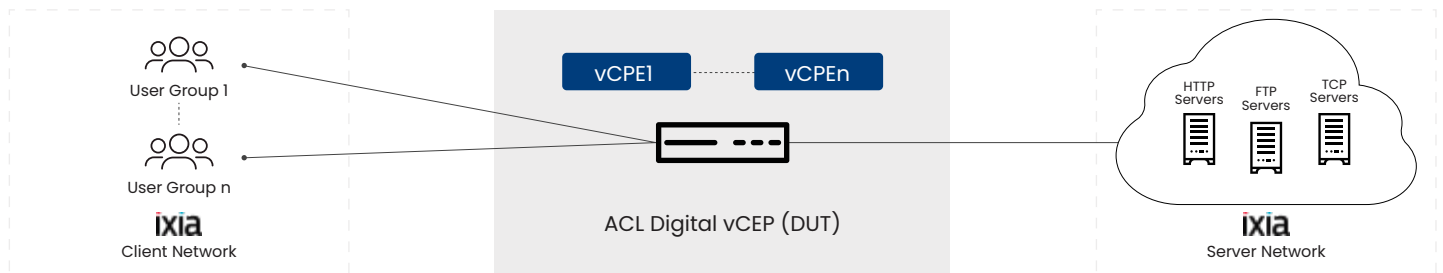 User Group 1
User Group n
ixia
Client Network
vCPE1
vCPEn
ACL Digital vCEP (DUT)
HTTP
Servers
FTP
Servers
TCP
Servers
ixia
Server Network